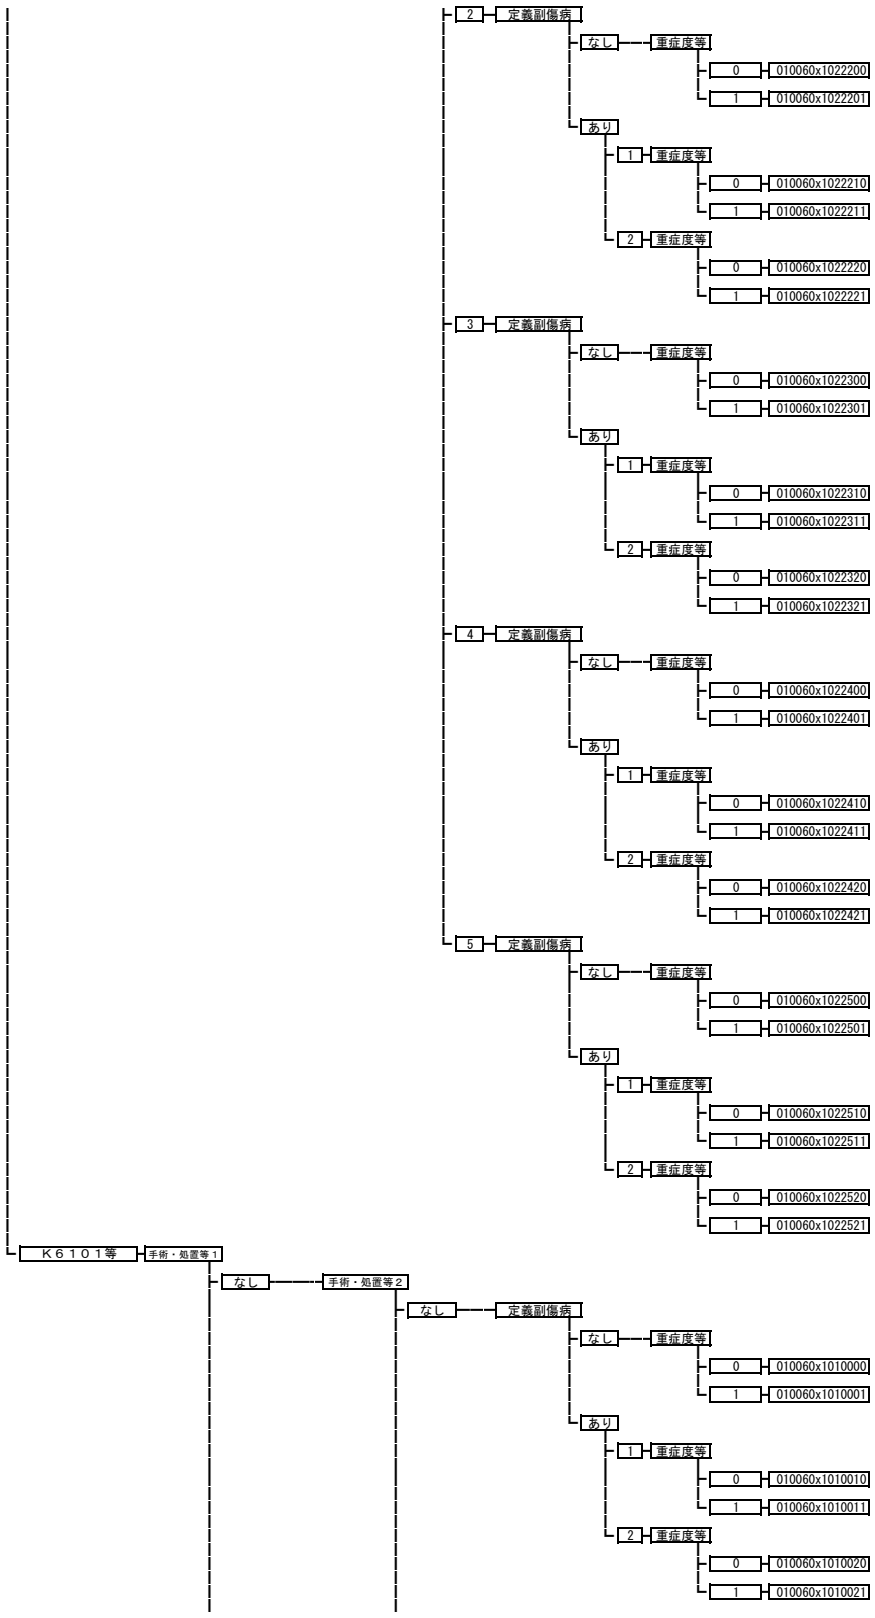 2 定義副傷病
なし 重症度等
0 010060x1022200
1 010060x1022201
あり
1 重症度等
0 010060x1022210
1 010060x1022211
2 重症度等
0 010060x1022220
1 010060x1022221
3 定義副傷病
なし 重症度等
0 010060x1022300
1 010060x1022301
あり
1 重症度等
0 010060x1022310
1 010060x1022311
2 重症度等
0 010060x1022320
1 010060x1022321
4 定義副傷病
なし 重症度等
0 010060x1022400
1 010060x1022401
あり
1 重症度等
0 010060x1022410
1 010060x1022411
2 重症度等
0 010060x1022420
1 010060x1022421
5 定義副傷病
なし 重症度等
0 010060x1022500
1 010060x1022501
あり
1 重症度等
0 010060x1022510
1 010060x1022511
2 重症度等
0 010060x1022520
1 010060x1022521
K6101等 手術・処置等1
なし 手術・処置等2
なし 定義副傷病
なし 重症度等
0 010060x1010000
1 010060x1010001
あり
1 重症度等
0 010060x1010010
1 010060x1010011
2 重症度等
0 010060x1010020
1 010060x1010021